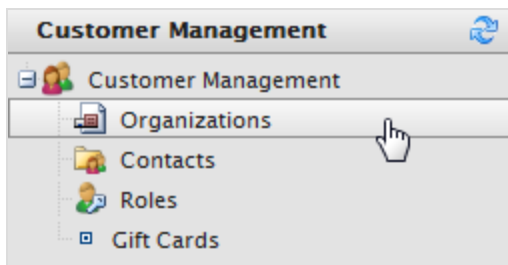 Customer Management
Customer Management
Organizations
Contacts
Roles
Gift Cards